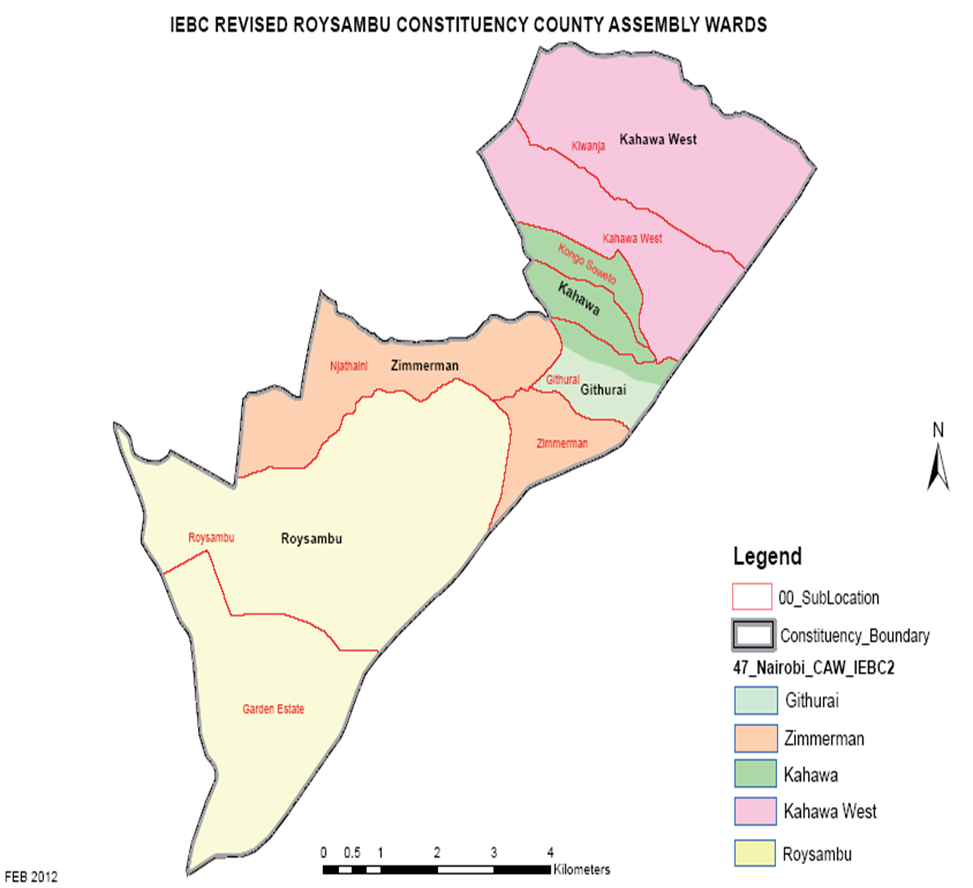 IEBC REVISED ROYSAMBU CONSTITUENCY COUNTY ASSEMBLY WARDS
Kiwanja
Kahawa West
Kahawa West
Kongo Soweto
Kahawa
Njathaini
Zimmerman
Githurai
Githurai
Zimmerman
Roysambu
Roysambu
Garden Estate
N
Legend
00_SubLocation
Constituency_Boundary
47_Nairobi_CAW_IEBC2
Githurai
Zimmerman
Kahawa
Kahawa West
Roysambu
0 0.5 1 2 3 4
Kilometers
FEB 2012